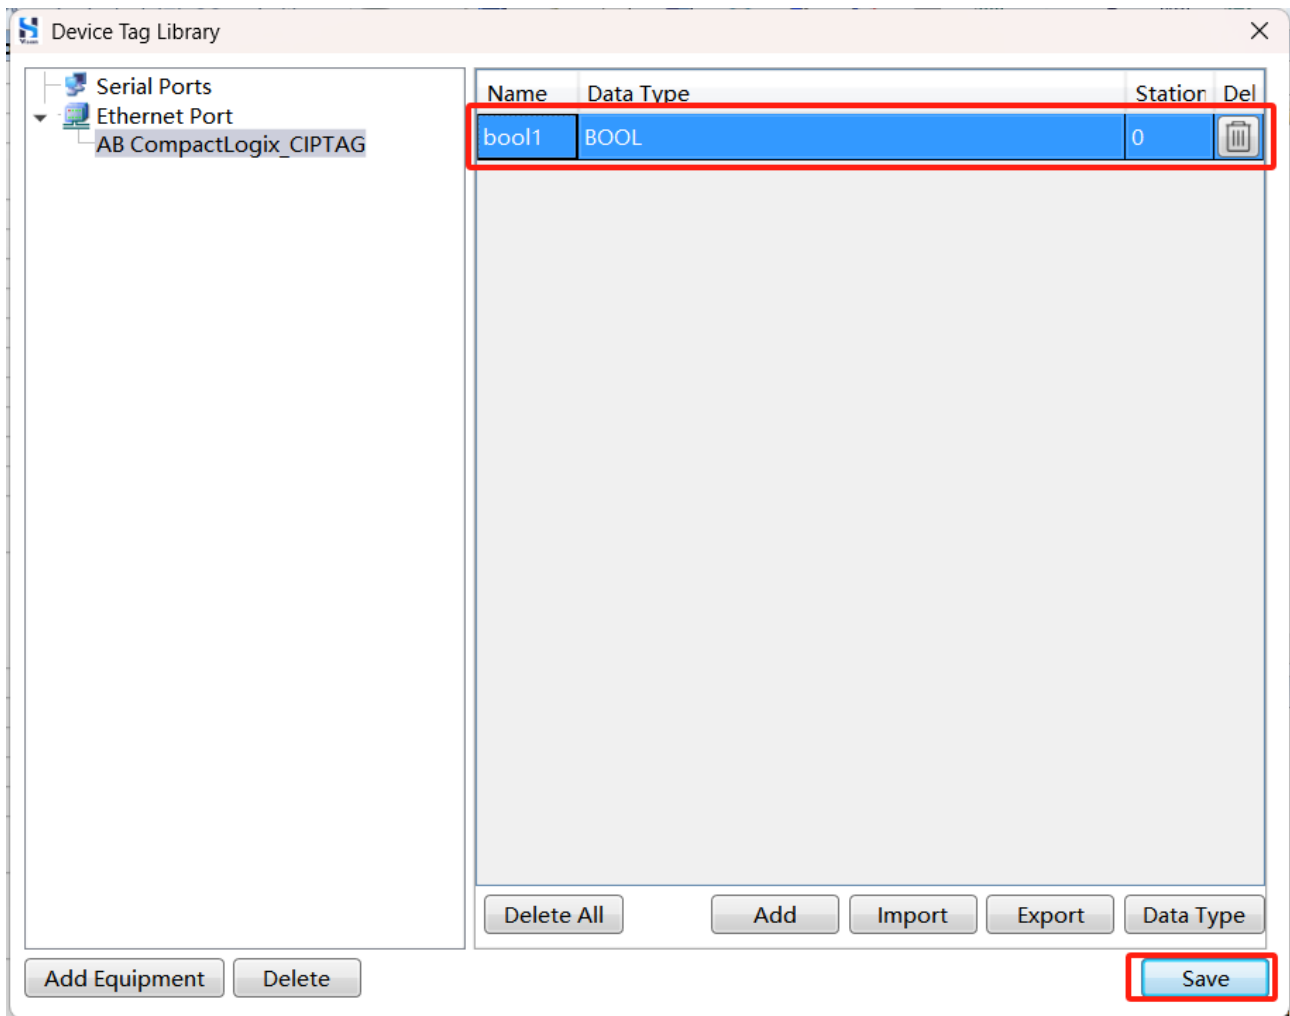 Device Tag Library
Serial Ports
Ethernet Port
AB CompactLogix_CIPTAG
Name Data Type Station Del
bool1 BOOL 0
Delete All Add Import Export Data Type
Add Equipment Delete Save